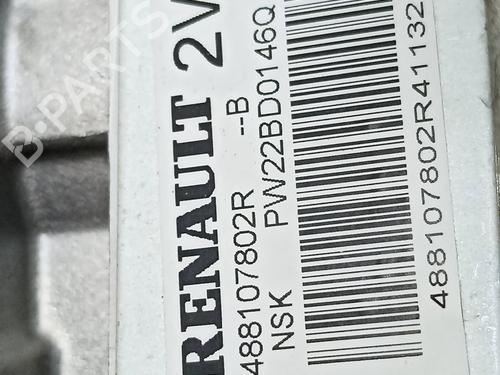 RENAULT 2V
488107802R --B
NSK PW22BD0146Q
488107802R41132
B-PARTS